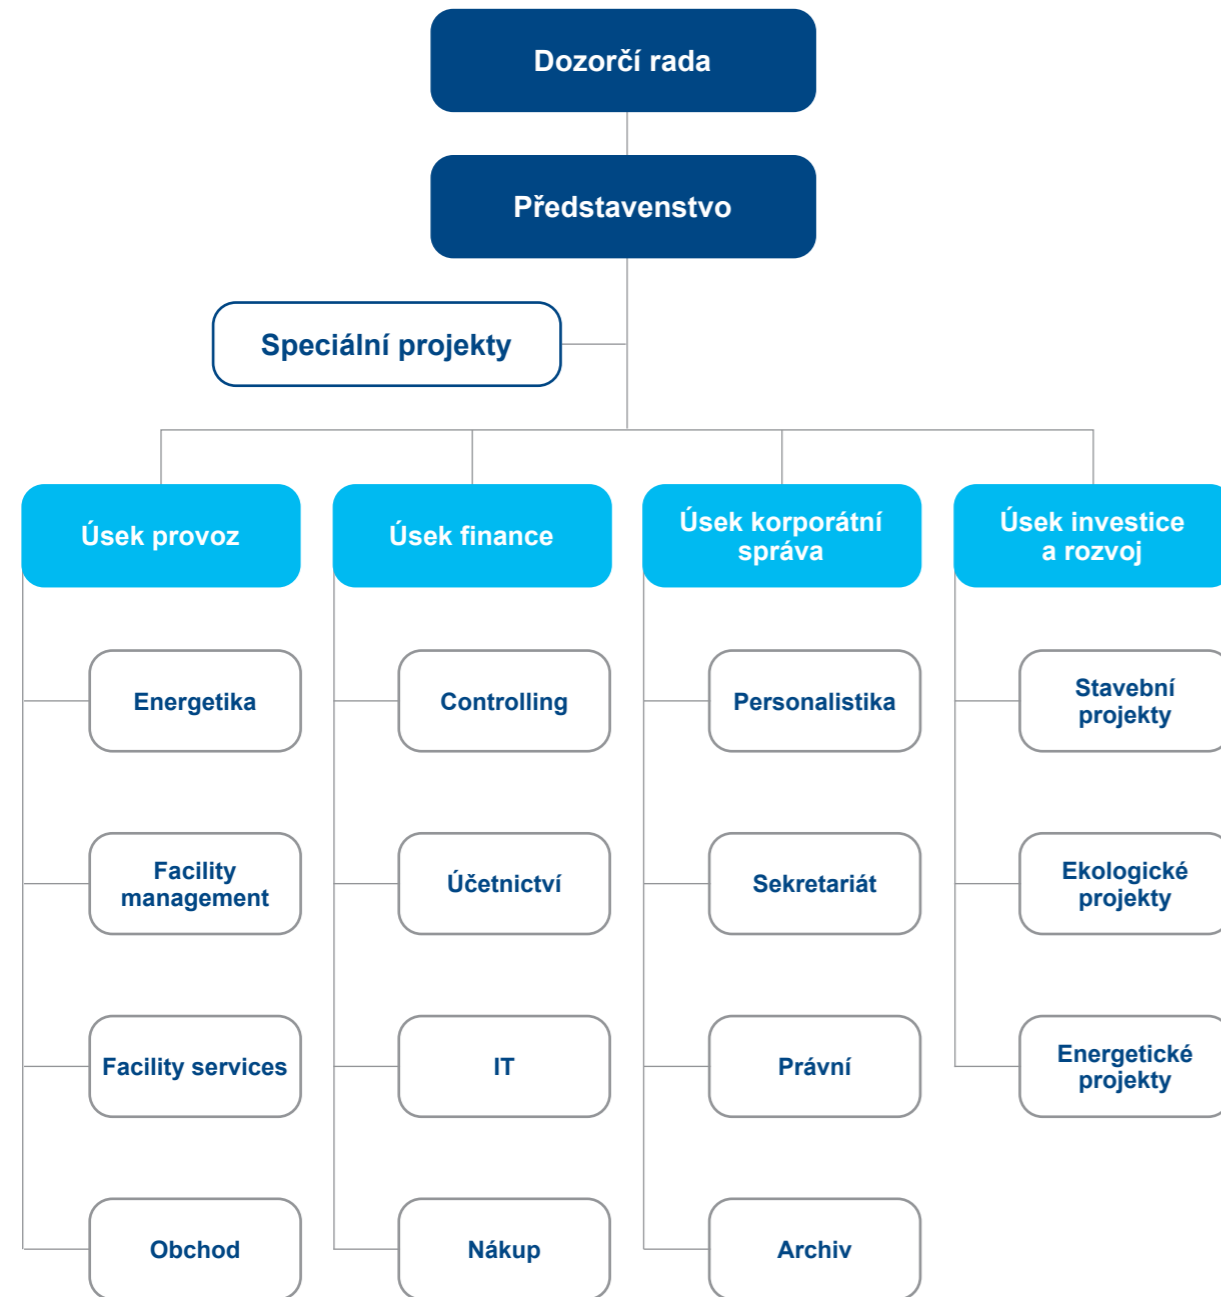 Dozorčí rada
Představenstvo
Speciální projekty
Úsek provoz
Úsek finance
Úsek korporátní
správa
Úsek investice
a rozvoj
Energetika
Controlling
Personalistika
Stavební
projekty
Facility
management
Účetnictví
Sekretariát
Ekologické
projekty
Facility services
IT
Právní
Energetické
projekty
Obchod
Nákup
Archiv